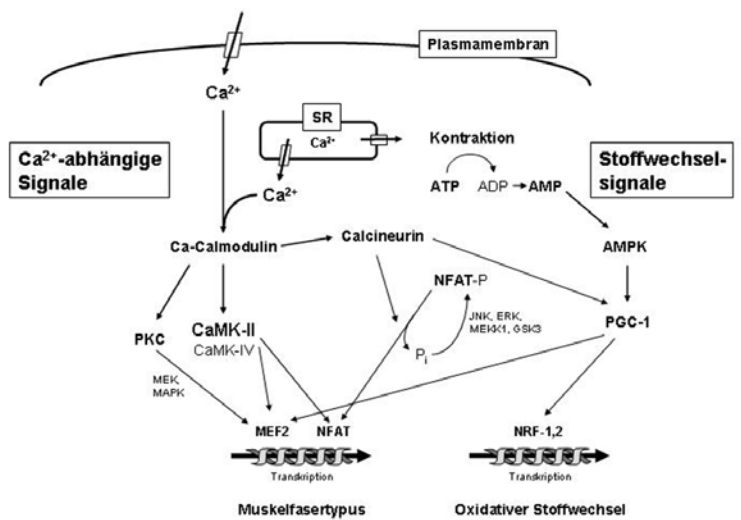 Plasmamembran
Ca²⁺
SR
Ca²⁺
Kontraktion
Ca²⁺-abhängige
Signale
Stoffwechsel-
signale
ATP ADP AMP
Ca²⁺
AMPK
Ca-Calmodulin
Calcineurin
NFAT-P
JNK, ERK,
MEKK1, GSK3
PGC-1
PKC
CaMK-II
CaMK-IV
Pi
MEK,
MAPK
MEF2 NFAT
NRF-1,2
Transkription
Transkription
Muskelfasertypus
Oxidativer Stoffwechsel